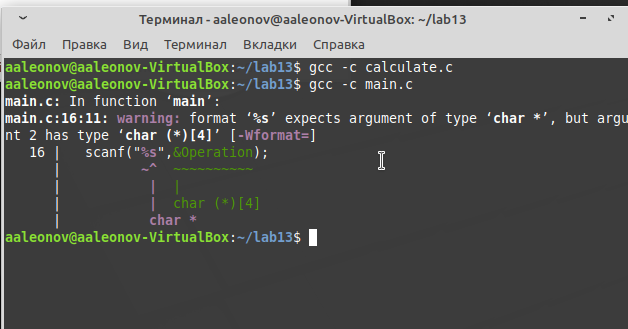 Терминал - aaleonov@aaleonov-VirtualBox: ~/lab13
Файл Правка Вид Терминал Вкладки Справка
aaleonov@aaleonov-VirtualBox:~/lab13$ gcc -c calculate.c
aaleonov@aaleonov-VirtualBox:~/lab13$ gcc -c main.c
main.c: In function ‘main’:
main.c:16:11: warning: format ‘%s’ expects argument of type ‘char *’, but argume
nt 2 has type ‘char (*)[4]’ [-Wformat=]
   16 |   scanf("%s",&Operation);
      |          ~^  ~~~~~~~~~~
      |           |  |
      |           |  char (*)[4]
      |           char *
aaleonov@aaleonov-VirtualBox:~/lab13$